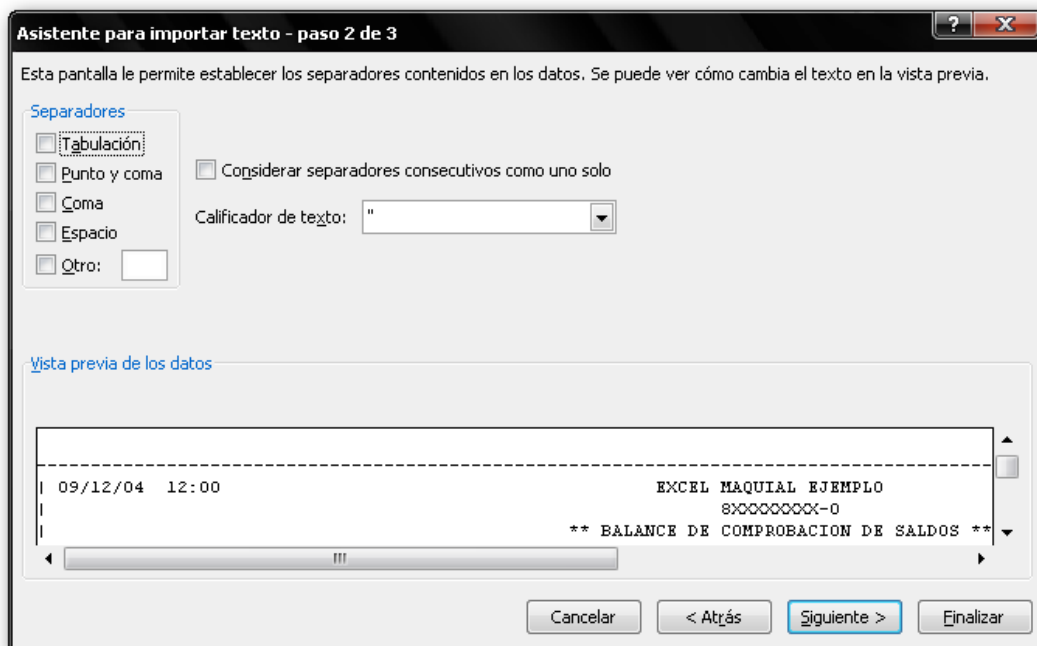 Asistente para importar texto - paso 2 de 3
?
X
Esta pantalla le permite establecer los separadores contenidos en los datos. Se puede ver cómo cambia el texto en la vista previa.
Separadores
Tabulación
Punto y coma
Coma
Espacio
Otro:
Considerar separadores consecutivos como uno solo
Calificador de texto: "
Vista previa de los datos
--------------------------------------------------------------------------------
| 09/12/04 12:00 EXCEL MAQUIAL EJEMPLO
| 8XXXXXXXX-0
| ** BALANCE DE COMPROBACION DE SALDOS **
Cancelar < Atrás Siguiente > Finalizar